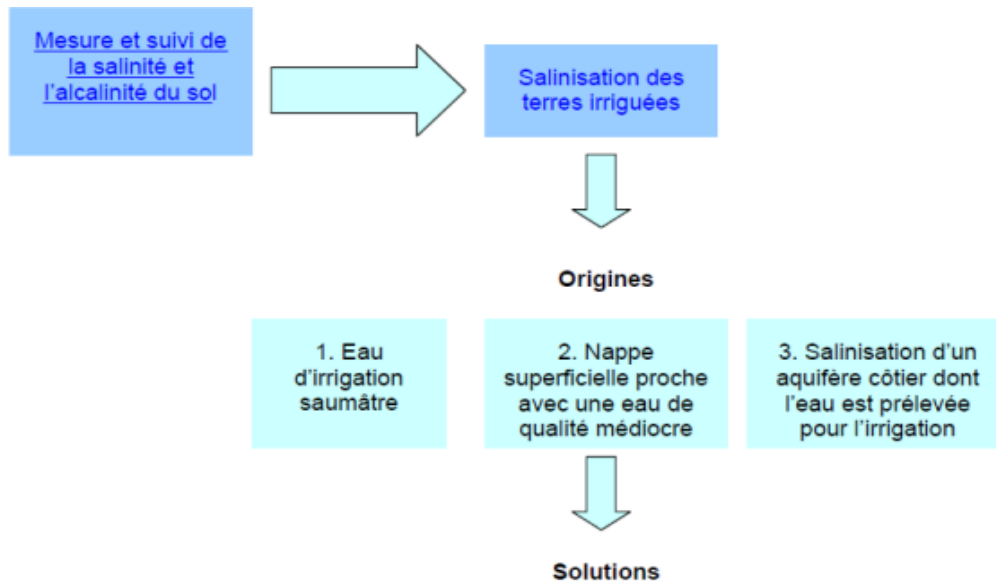 Mesure et suivi de
la salinité et
l'alcalinité du sol
Salinisation des
terres irriguées
Origines
1. Eau
d'irrigation
saumâtre
2. Nappe
superficielle proche
avec une eau de
qualité médiocre
3. Salinisation d'un
aquifère côtier dont
l'eau est prélevée
pour l'irrigation
Solutions